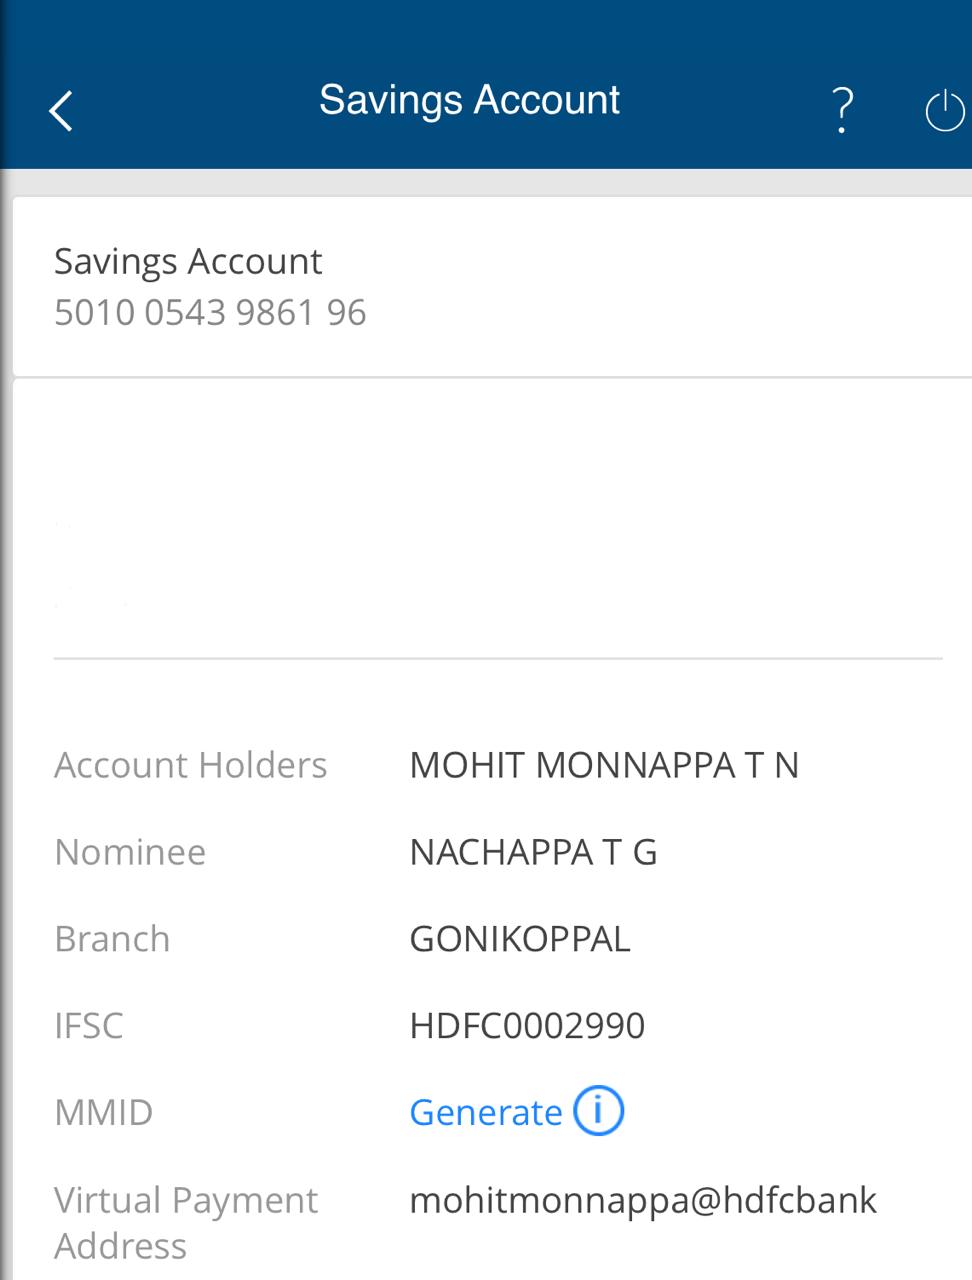 Savings Account
?
Savings Account
5010 0543 9861 96
Account Holders MOHIT MONNAPPA T N
Nominee NACHAPPA T G
Branch GONIKOPPAL
IFSC HDFC0002990
MMID Generate i
Virtual Payment mohitmonnappa@hdfcbank
Address